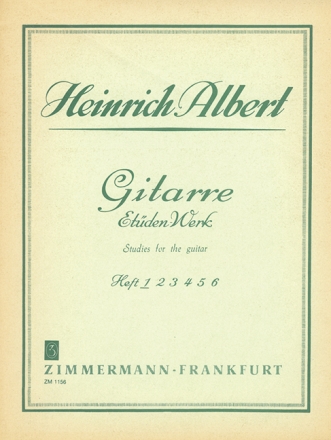 Heinrich Albert
Gitarre
Etüden Werk
Studies for the guitar
Heft 1 2 3 4 5 6
ZIMMERMANN · FRANKFURT
ZM 1156